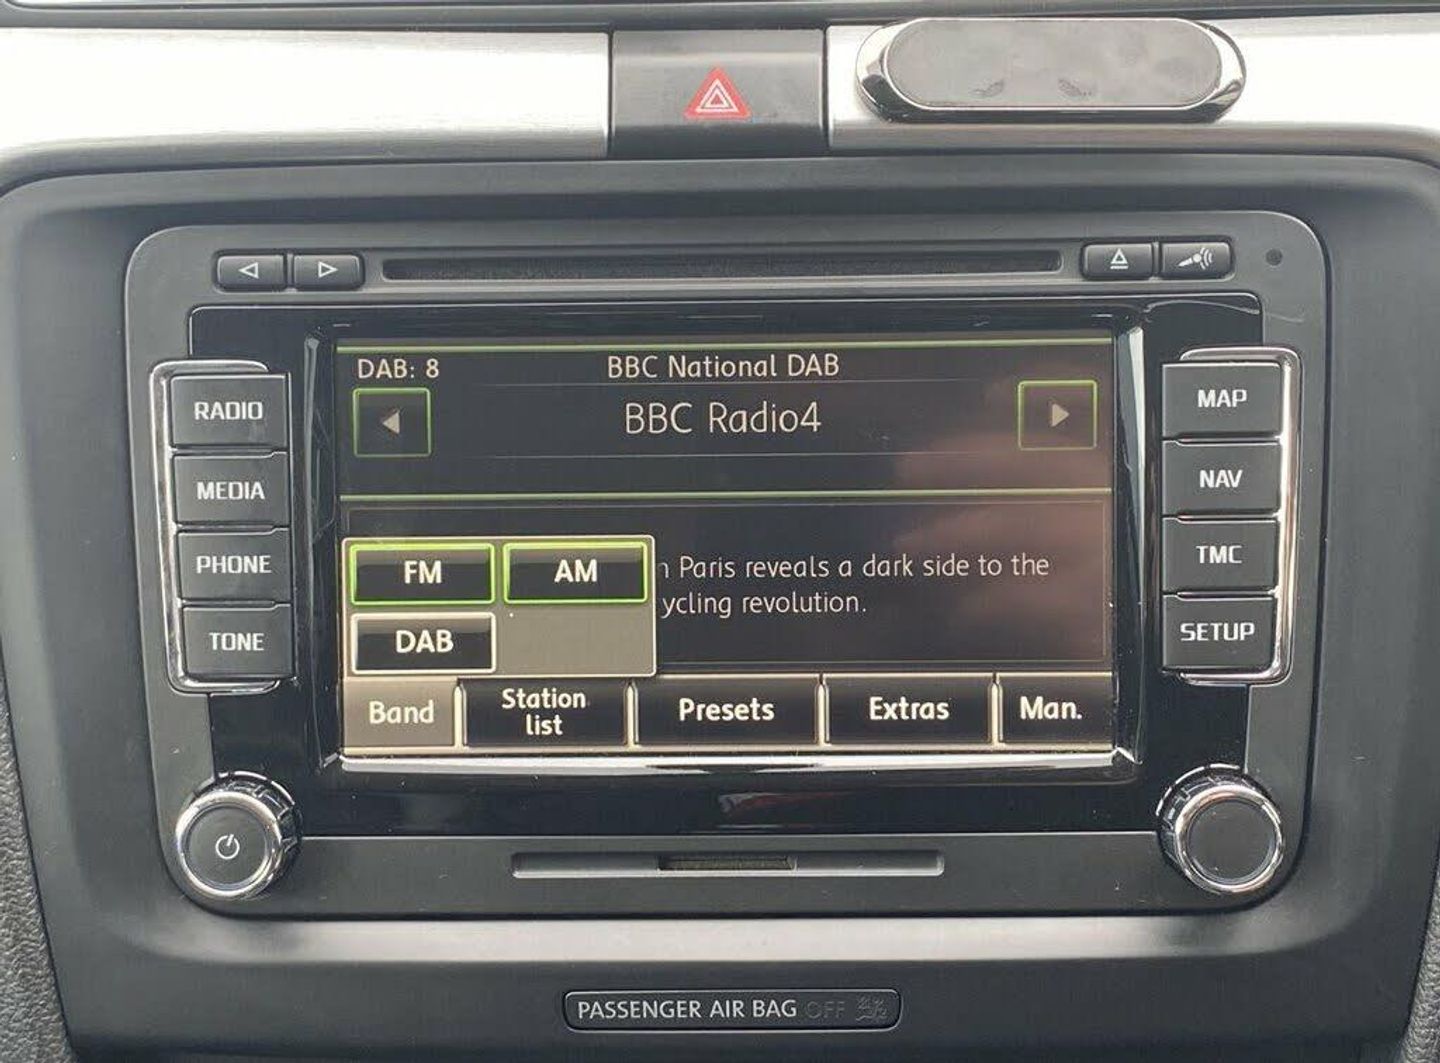 DAB: 8
BBC National DAB
BBC Radio4
RADIO
MEDIA
PHONE
TONE
MAP
NAV
TMC
SETUP
FM
AM
DAB
Paris reveals a dark side to the
ycling revolution.
Band
Station
list
Presets
Extras
Man.
PASSENGER AIR BAG OFF